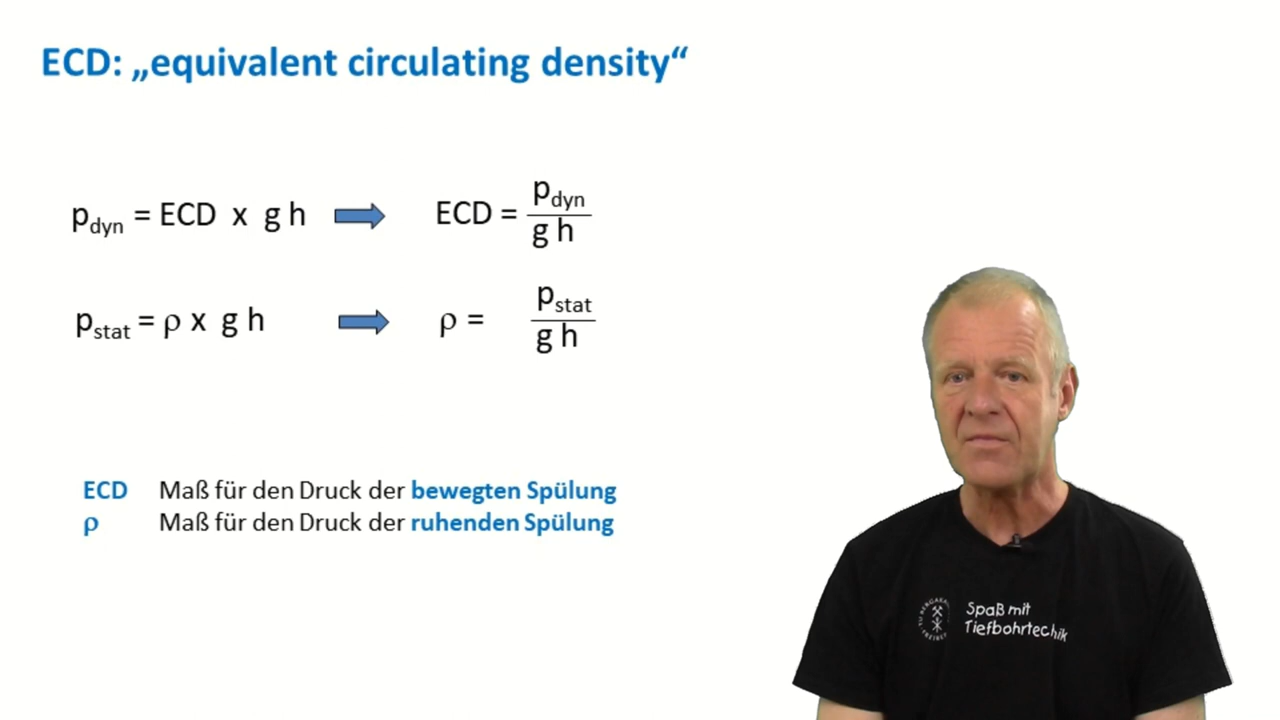 ECD: „equivalent circulating density“
p_dyn = ECD x g h
ECD = p_dyn / g h
p_stat = ρ x g h
ρ = p_stat / g h
ECD Maß für den Druck der bewegten Spülung
ρ Maß für den Druck der ruhenden Spülung
Spaß mit
Tiefbohrtechik